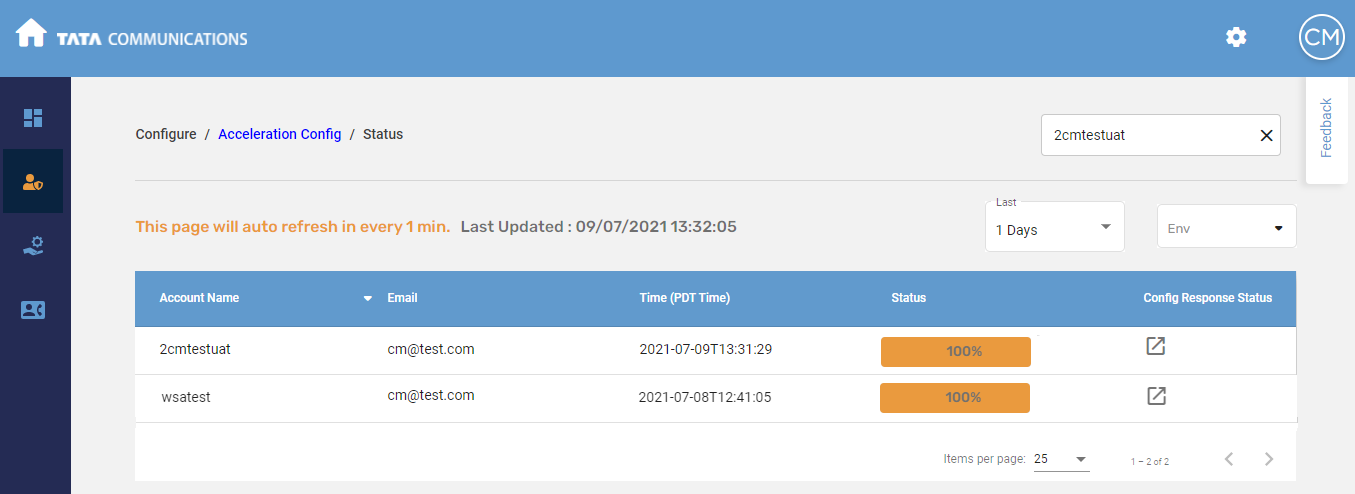 TATA COMMUNICATIONS
CM
Feedback
Configure / Acceleration Config / Status
2cmtestuat
This page will auto refresh in every 1 min. Last Updated : 09/07/2021 13:32:05
Last
1 Days
Env
Account Name Email Time (PDT Time) Status Config Response Status
2cmtestuat cm@test.com 2021-07-09T13:31:29 100%
wsatest cm@test.com 2021-07-08T12:41:05 100%
Items per page: 25 1 – 2 of 2